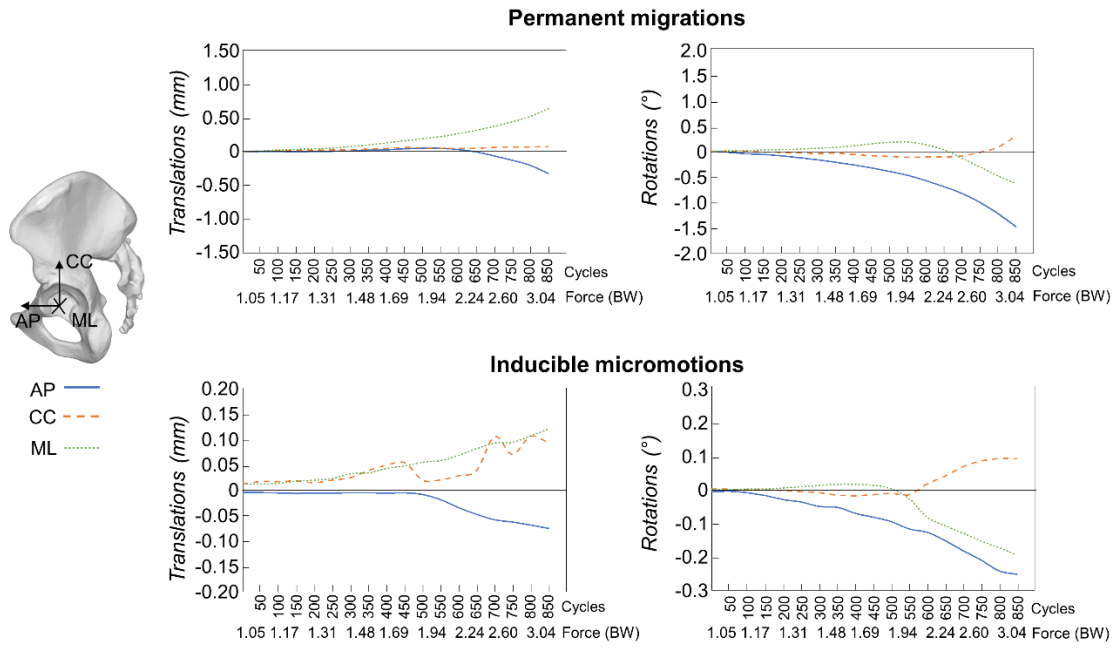 Permanent migrations
Translations (mm)
1.50
1.00
0.50
0
-0.50
-1.00
-1.50
50 100 150 200 250 300 350 400 450 500 550 600 650 700 750 800 850 Cycles
1.05 1.17 1.31 1.48 1.69 1.94 2.24 2.60 3.04 Force (BW)
Rotations (°)
2.0
1.0
0.5
0
-0.5
-1.0
-1.5
-2.0
50 100 150 200 250 300 350 400 450 500 550 600 650 700 750 800 850 Cycles
1.05 1.17 1.31 1.48 1.69 1.94 2.24 2.60 3.04 Force (BW)
CC
AP ML
AP
CC
ML
Inducible micromotions
Translations (mm)
0.20
0.15
0.10
0.05
0
-0.05
-0.10
-0.15
-0.20
50 100 150 200 250 300 350 400 450 500 550 600 650 700 750 800 850 Cycles
1.05 1.17 1.31 1.48 1.69 1.94 2.24 2.60 3.04 Force (BW)
Rotations (°)
0.3
0.2
0.1
0
-0.1
-0.2
-0.3
50 100 150 200 250 300 350 400 450 500 550 600 650 700 750 800 850 Cycles
1.05 1.17 1.31 1.48 1.69 1.94 2.24 2.60 3.04 Force (BW)